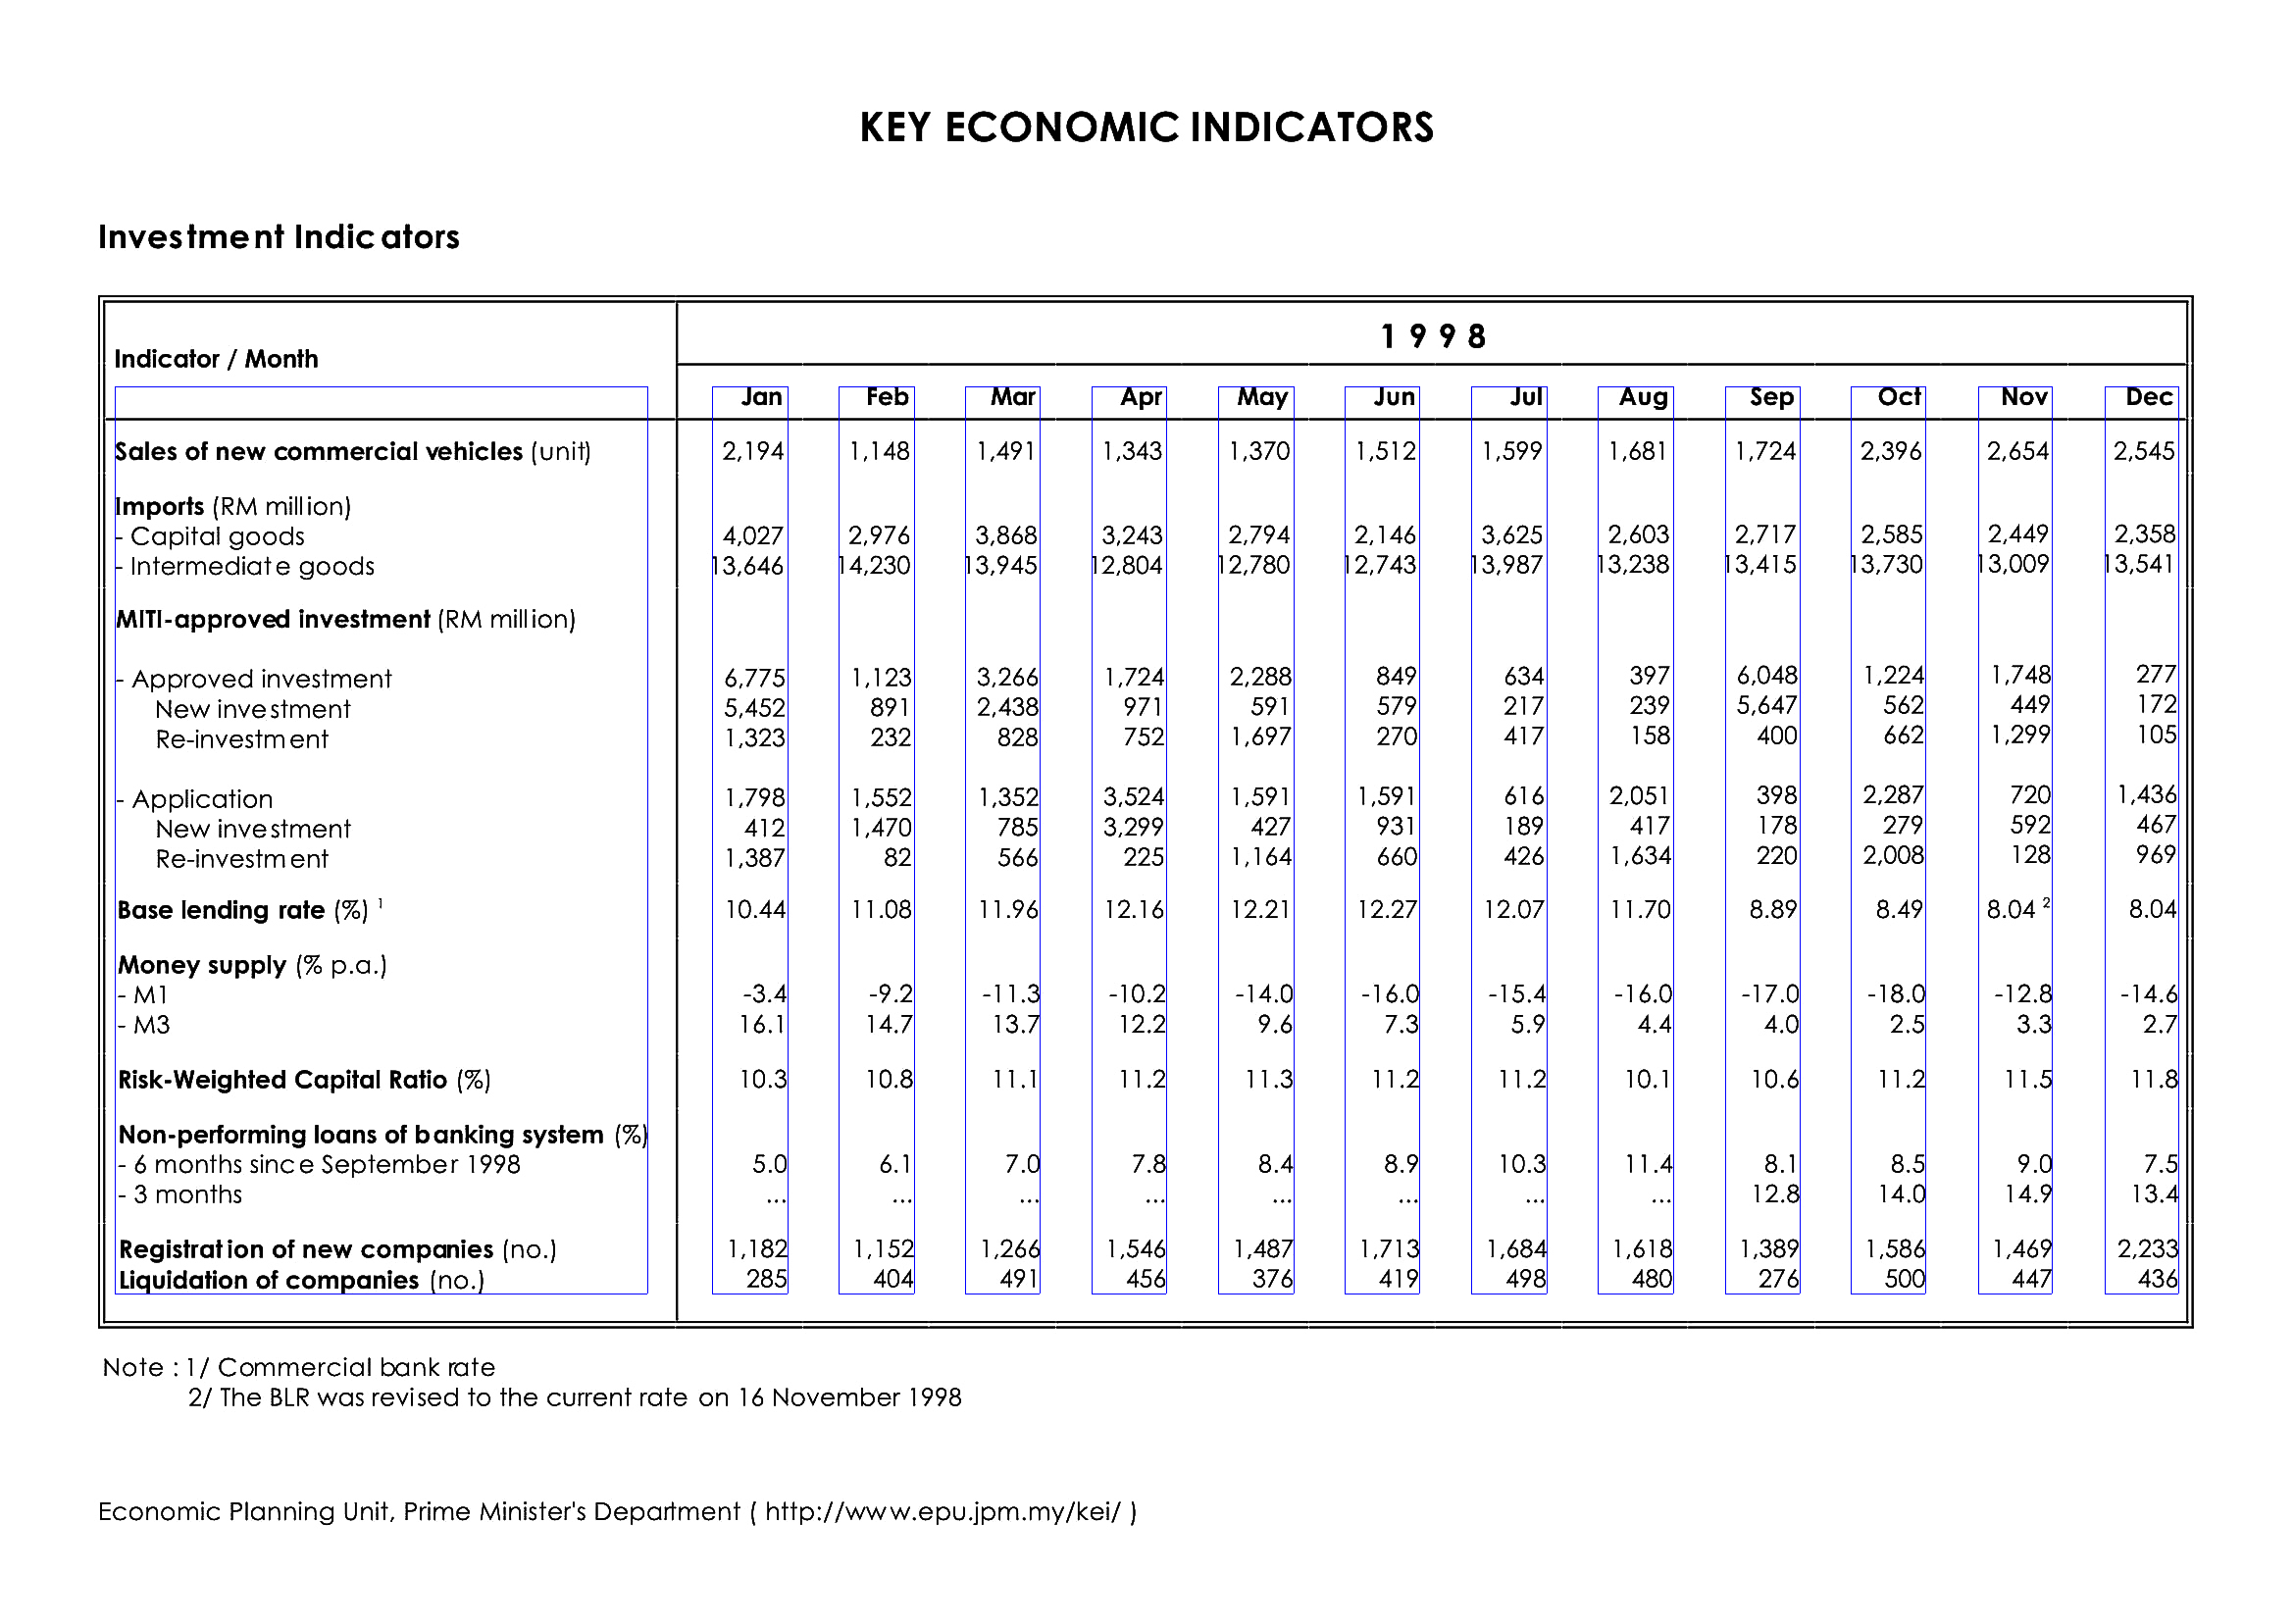 KEY ECONOMIC INDICATORS
Investment Indicators
1 9 9 8
Indicator / Month
Jan Feb Mar Apr May Jun Jul Aug Sep Oct Nov Dec
Sales of new commercial vehicles (unit) 2,194 1,148 1,491 1,343 1,370 1,512 1,599 1,681 1,724 2,396 2,654 2,545
Imports (RM million)
- Capital goods 4,027 2,976 3,868 3,243 2,794 2,146 3,625 2,603 2,717 2,585 2,449 2,358
- Intermediate goods 13,646 14,230 13,945 12,804 12,780 12,743 13,987 13,238 13,415 13,730 13,009 13,541
MITI-approved investment (RM million)
- Approved investment 6,775 1,123 3,266 1,724 2,288 849 634 397 6,048 1,224 1,748 277
New investment 5,452 891 2,438 971 591 579 217 239 5,647 562 449 172
Re-investment 1,323 232 828 752 1,697 270 417 158 400 662 1,299 105
- Application 1,798 1,552 1,352 3,524 1,591 1,591 616 2,051 398 2,287 720 1,436
New investment 412 1,470 785 3,299 427 931 189 417 178 279 592 467
Re-investment 1,387 82 566 225 1,164 660 426 1,634 220 2,008 128 969
Base lending rate (%) 1 10.44 11.08 11.96 12.16 12.21 12.27 12.07 11.70 8.89 8.49 8.04 2 8.04
Money supply (% p.a.)
- M1 -3.4 -9.2 -11.3 -10.2 -14.0 -16.0 -15.4 -16.0 -17.0 -18.0 -12.8 -14.6
- M3 16.1 14.7 13.7 12.2 9.6 7.3 5.9 4.4 4.0 2.5 3.3 2.7
Risk-Weighted Capital Ratio (%) 10.3 10.8 11.1 11.2 11.3 11.2 11.2 10.1 10.6 11.2 11.5 11.8
Non-performing loans of banking system (%)
- 6 months since September 1998 5.0 6.1 7.0 7.8 8.4 8.9 10.3 11.4 8.1 8.5 9.0 7.5
- 3 months ... ... ... ... ... ... ... ... 12.8 14.0 14.9 13.4
Registration of new companies (no.) 1,182 1,152 1,266 1,546 1,487 1,713 1,684 1,618 1,389 1,586 1,469 2,233
Liquidation of companies (no.) 285 404 491 456 376 419 498 480 276 500 447 436
Note : 1/ Commercial bank rate
2/ The BLR was revised to the current rate on 16 November 1998
Economic Planning Unit, Prime Minister's Department ( http://www.epu.jpm.my/kei/ )